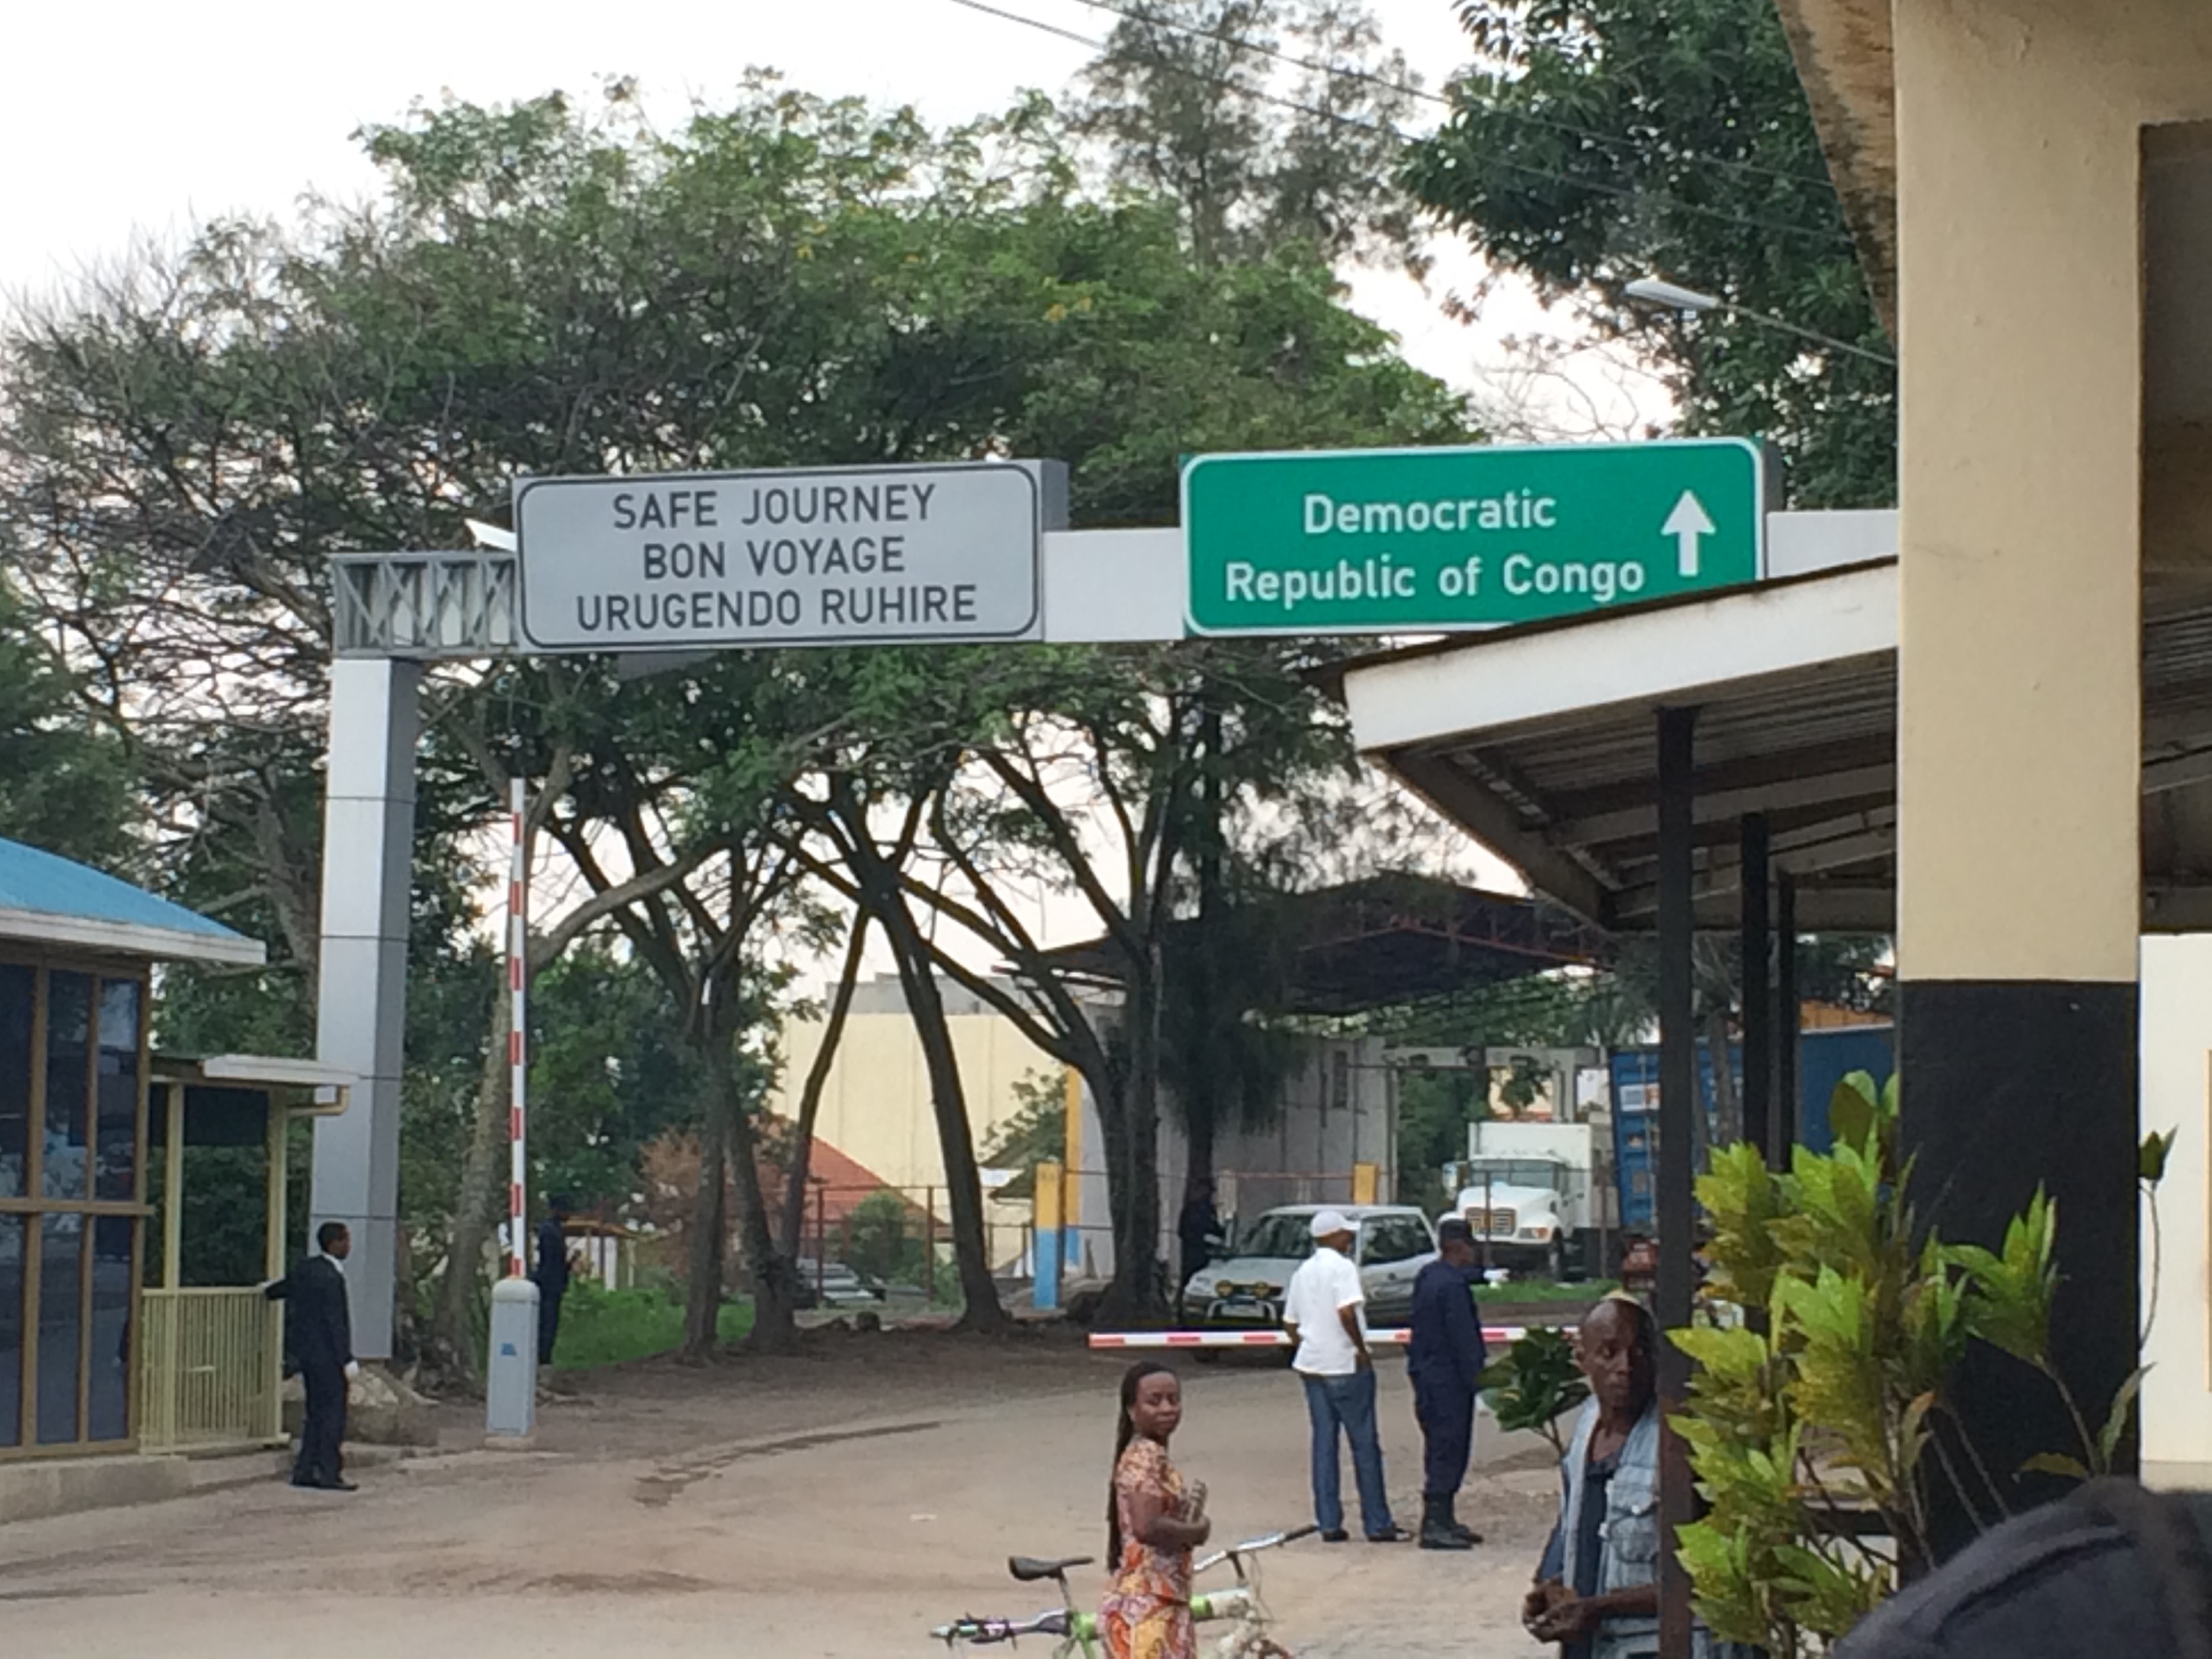 SAFE JOURNEY
BON VOYAGE
URUGENDO RUHIRE
Democratic
Republic of Congo